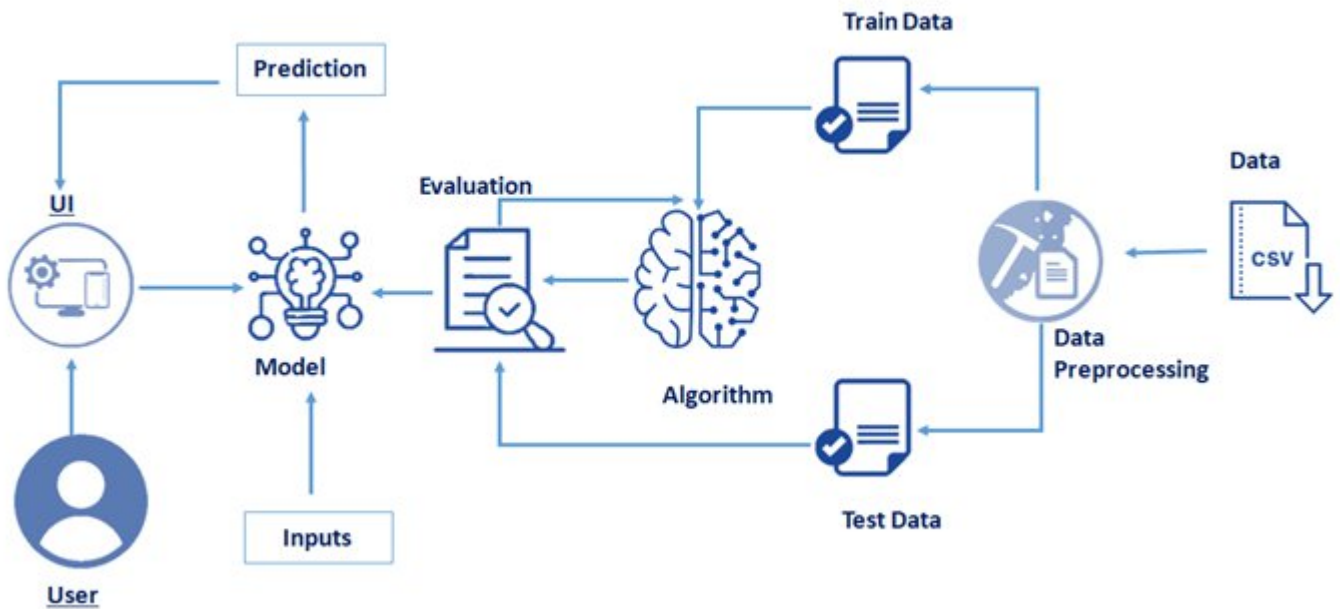 Train Data
Prediction
Data
Evaluation
UI
CSV
Data
Preprocessing
Model
Algorithm
Test Data
Inputs
User